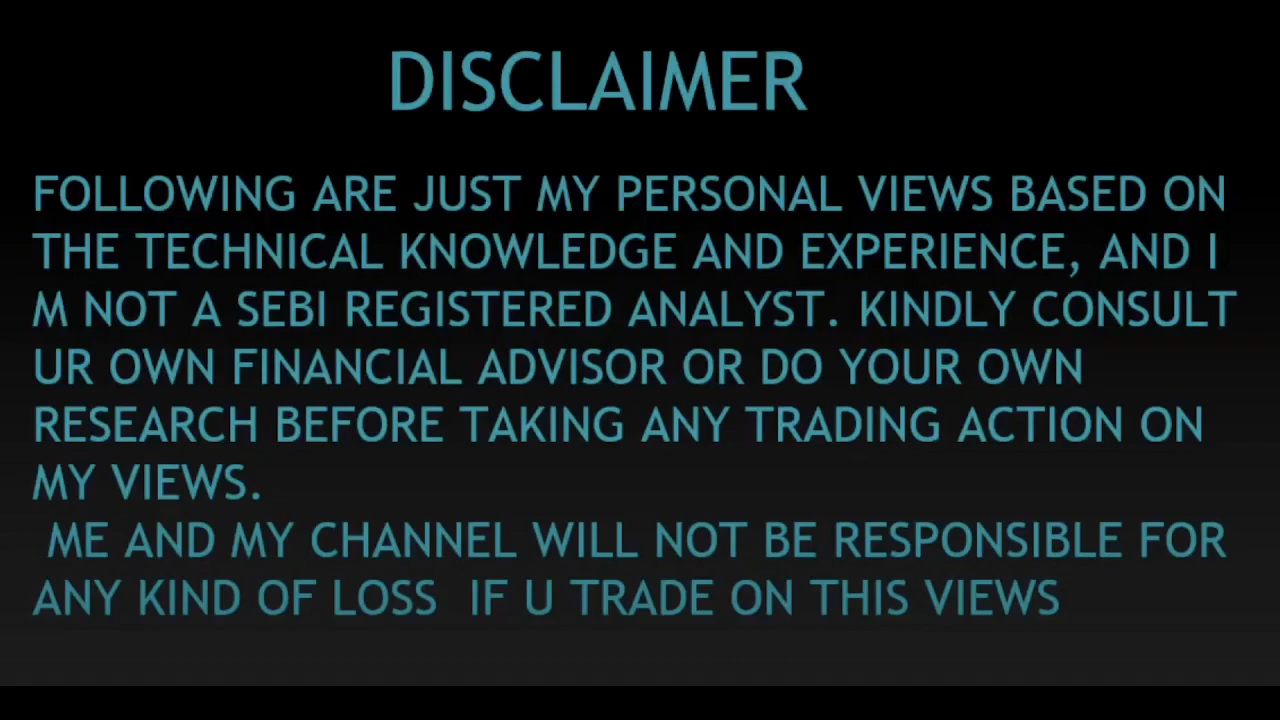 DISCLAIMER
FOLLOWING ARE JUST MY PERSONAL VIEWS BASED ON
THE TECHNICAL KNOWLEDGE AND EXPERIENCE, AND I
M NOT A SEBI REGISTERED ANALYST. KINDLY CONSULT
UR OWN FINANCIAL ADVISOR OR DO YOUR OWN
RESEARCH BEFORE TAKING ANY TRADING ACTION ON
MY VIEWS.
ME AND MY CHANNEL WILL NOT BE RESPONSIBLE FOR
ANY KIND OF LOSS  IF U TRADE ON THIS VIEWS